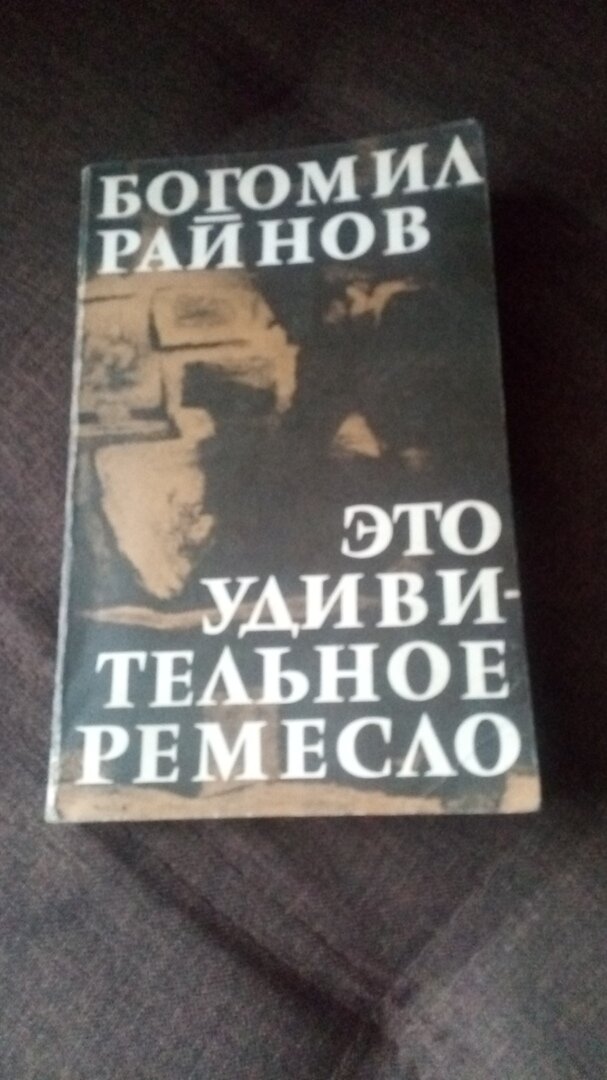 БОГОМИЛ
РАЙНОВ
ЭТО
УДИВИ-
ТЕЛЬНОЕ
РЕМЕСЛО